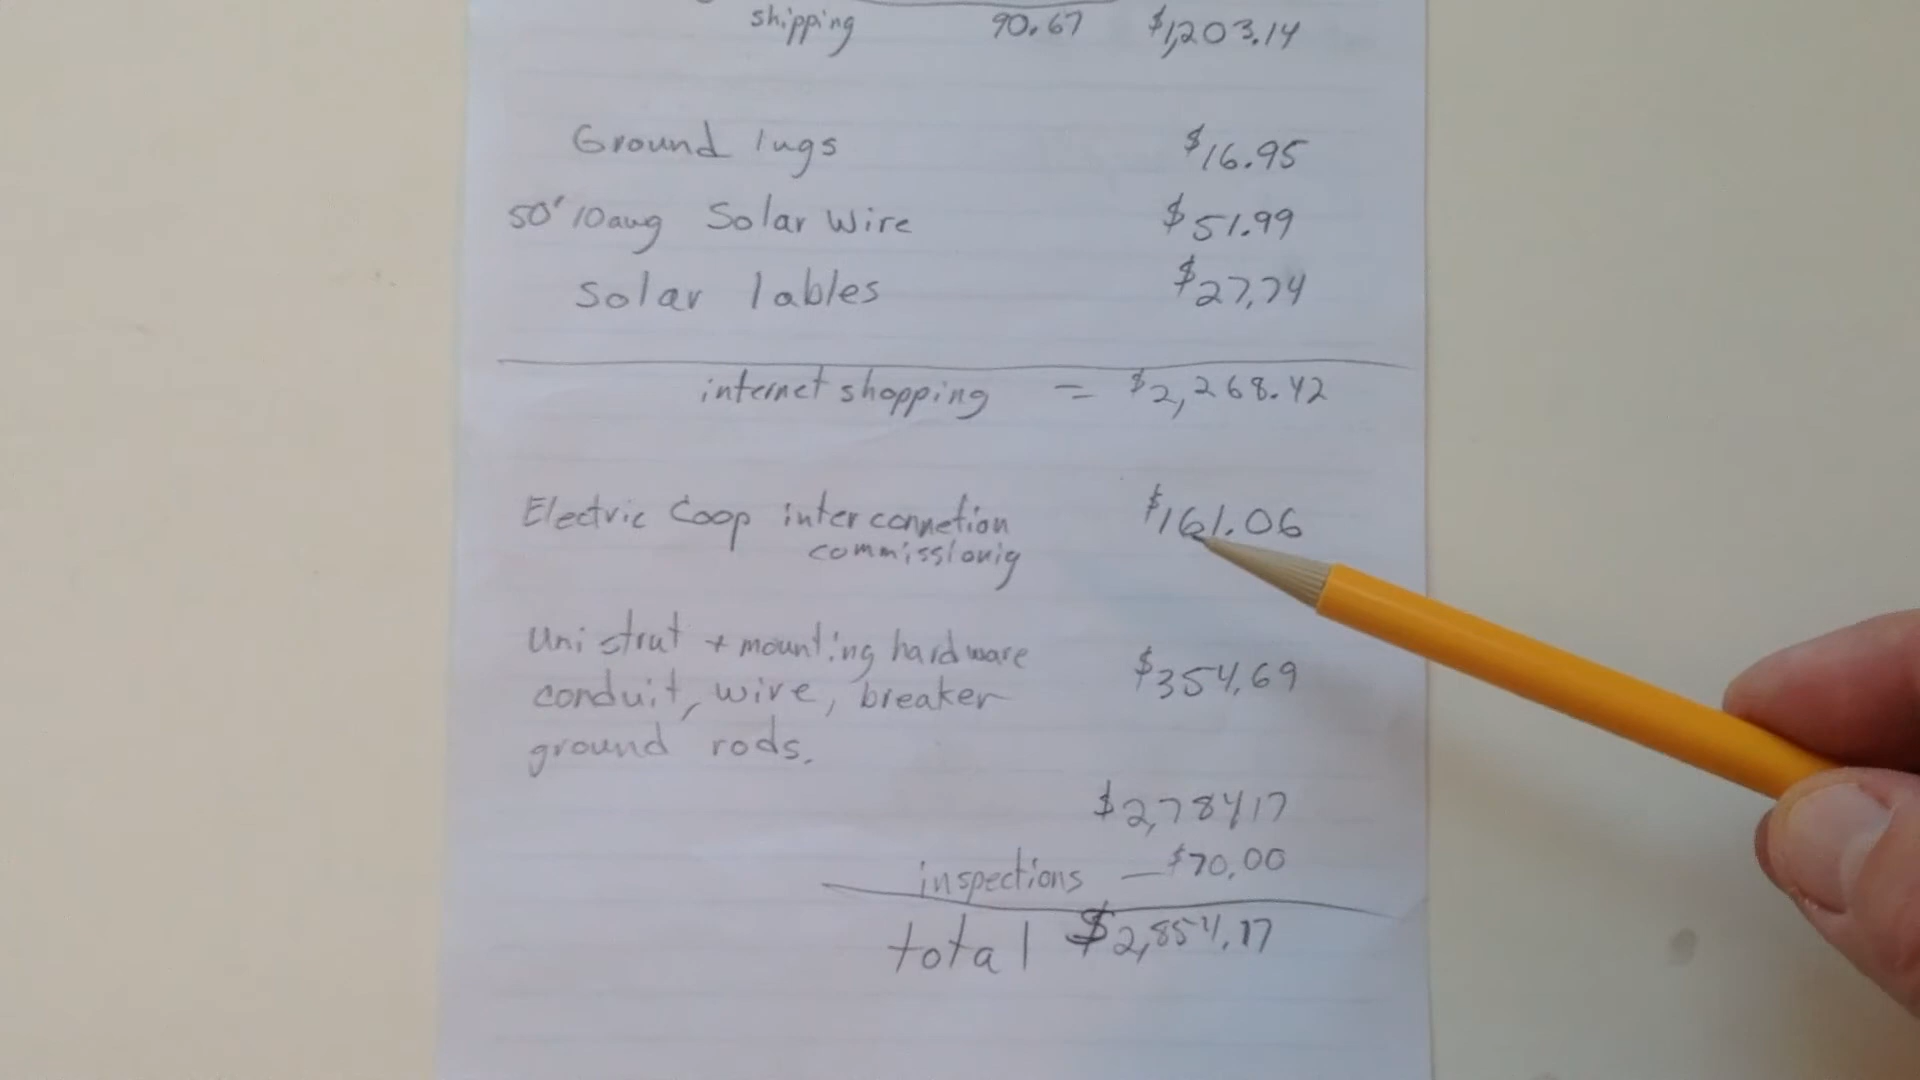 shipping 90.67 $1,203.14
Ground lugs $16.95
50' 10awg Solar Wire $51.99
Solar lables $27.74
internet shopping = $2,268.42
Electric Coop interconnetion $161.06
commissionig
Unistrut + mounting hardware
conduit, wire, breaker $354.69
ground rods.
$2,784.17
inspections — $70.00
total $2,854.17